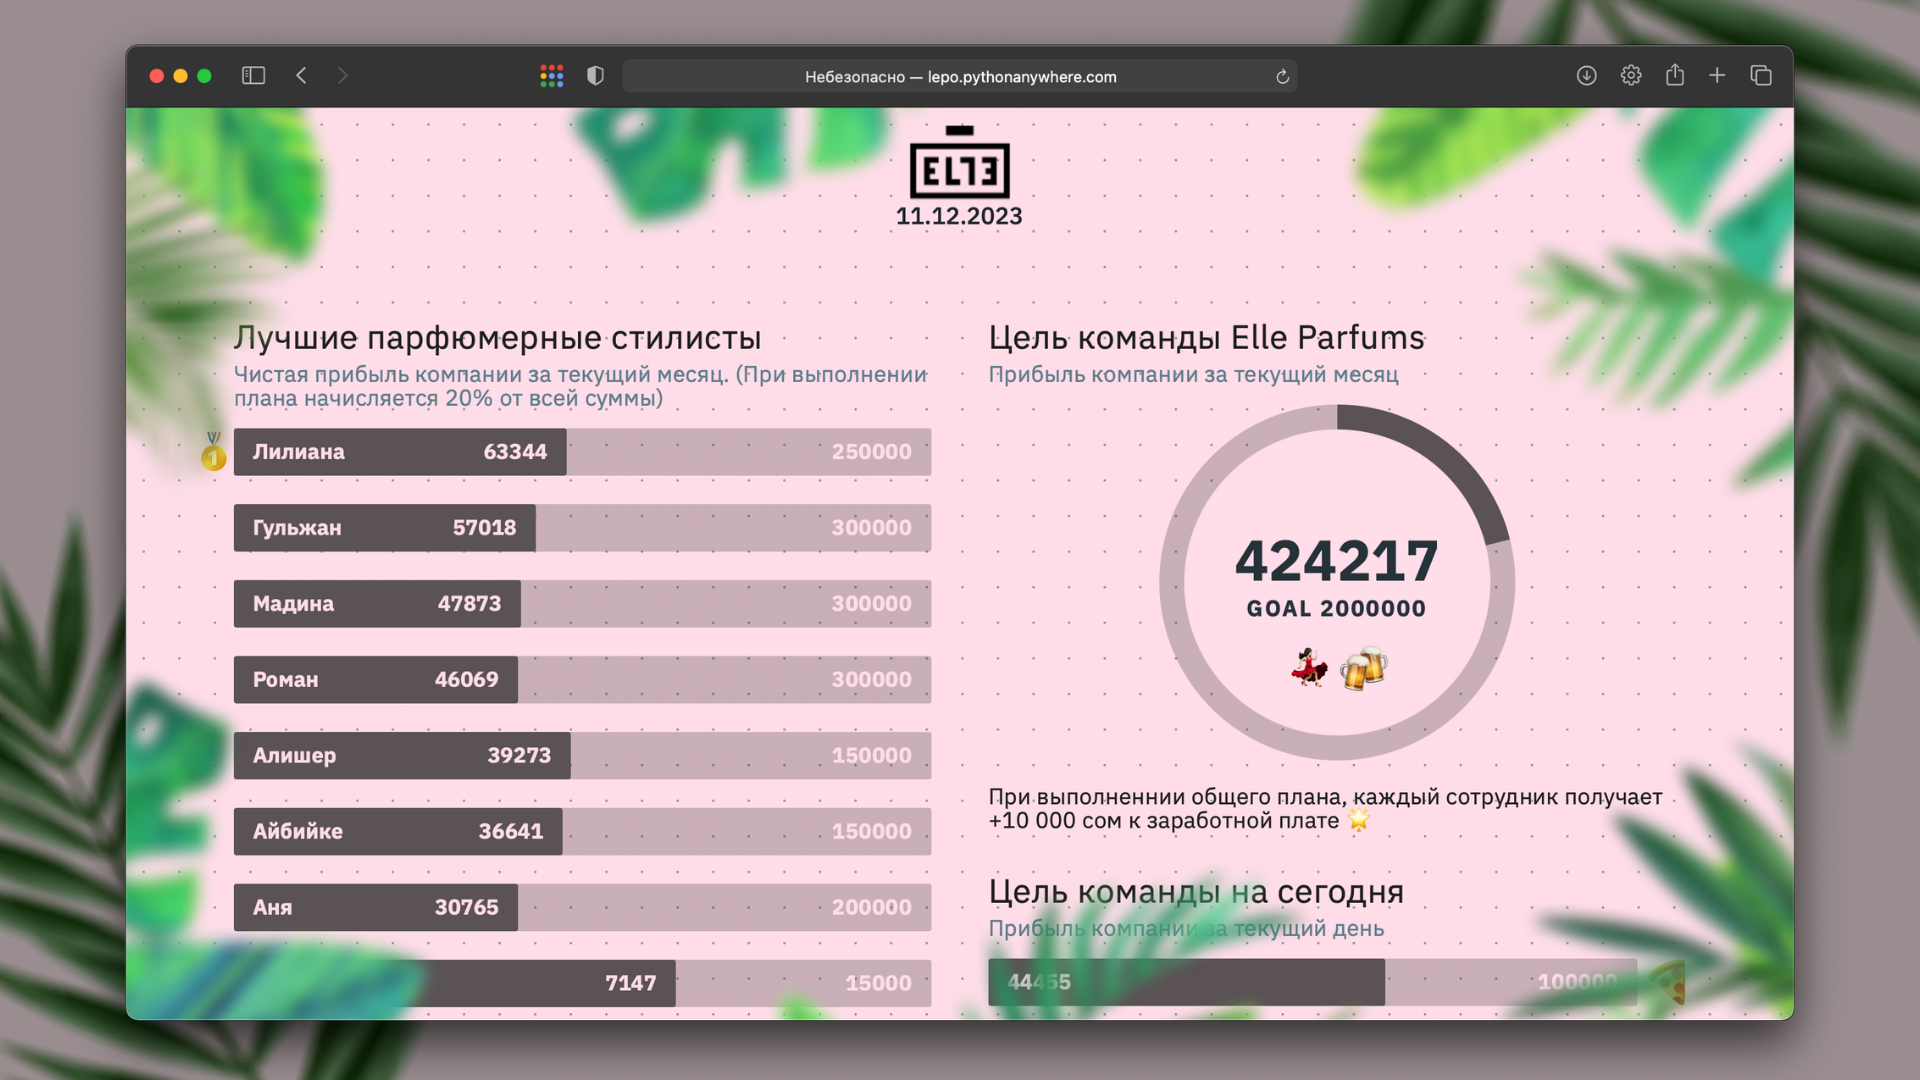 Небезопасно — lepo.pythonanywhere.com
ELLE
11.12.2023
Лучшие парфюмерные стилисты
Чистая прибыль компании за текущий месяц. (При выполнении
плана начисляется 20% от всей суммы)
1
Лилиана 63344 250000
Гульжан 57018 300000
Мадина 47873 300000
Роман 46069 300000
Алишер 39273 150000
Айбийке 36641 150000
Аня 30765 200000
7147 15000
Цель команды Elle Parfums
Прибыль компании за текущий месяц
424217
GOAL 2000000
При выполненнии общего плана, каждый сотрудник получает
+10 000 сом к заработной плате
Цель команды на сегодня
Прибыль компании за текущий день
44455 100000